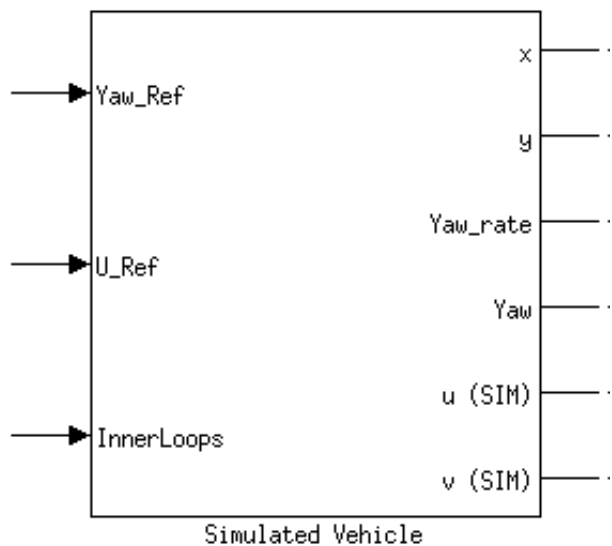 x
Yaw_Ref
y
Yaw_rate
U_Ref
Yaw
u (SIM)
InnerLoops
v (SIM)
Simulated Vehicle